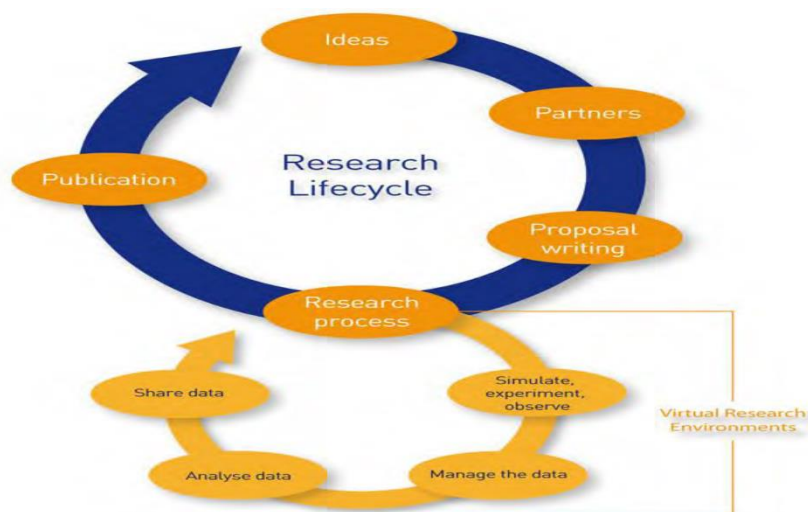 Ideas
Partners
Research
Lifecycle
Publication
Proposal
writing
Research
process
Share data
Simulate,
experiment,
observe
Virtual Research
Environments
Analyse data
Manage the data